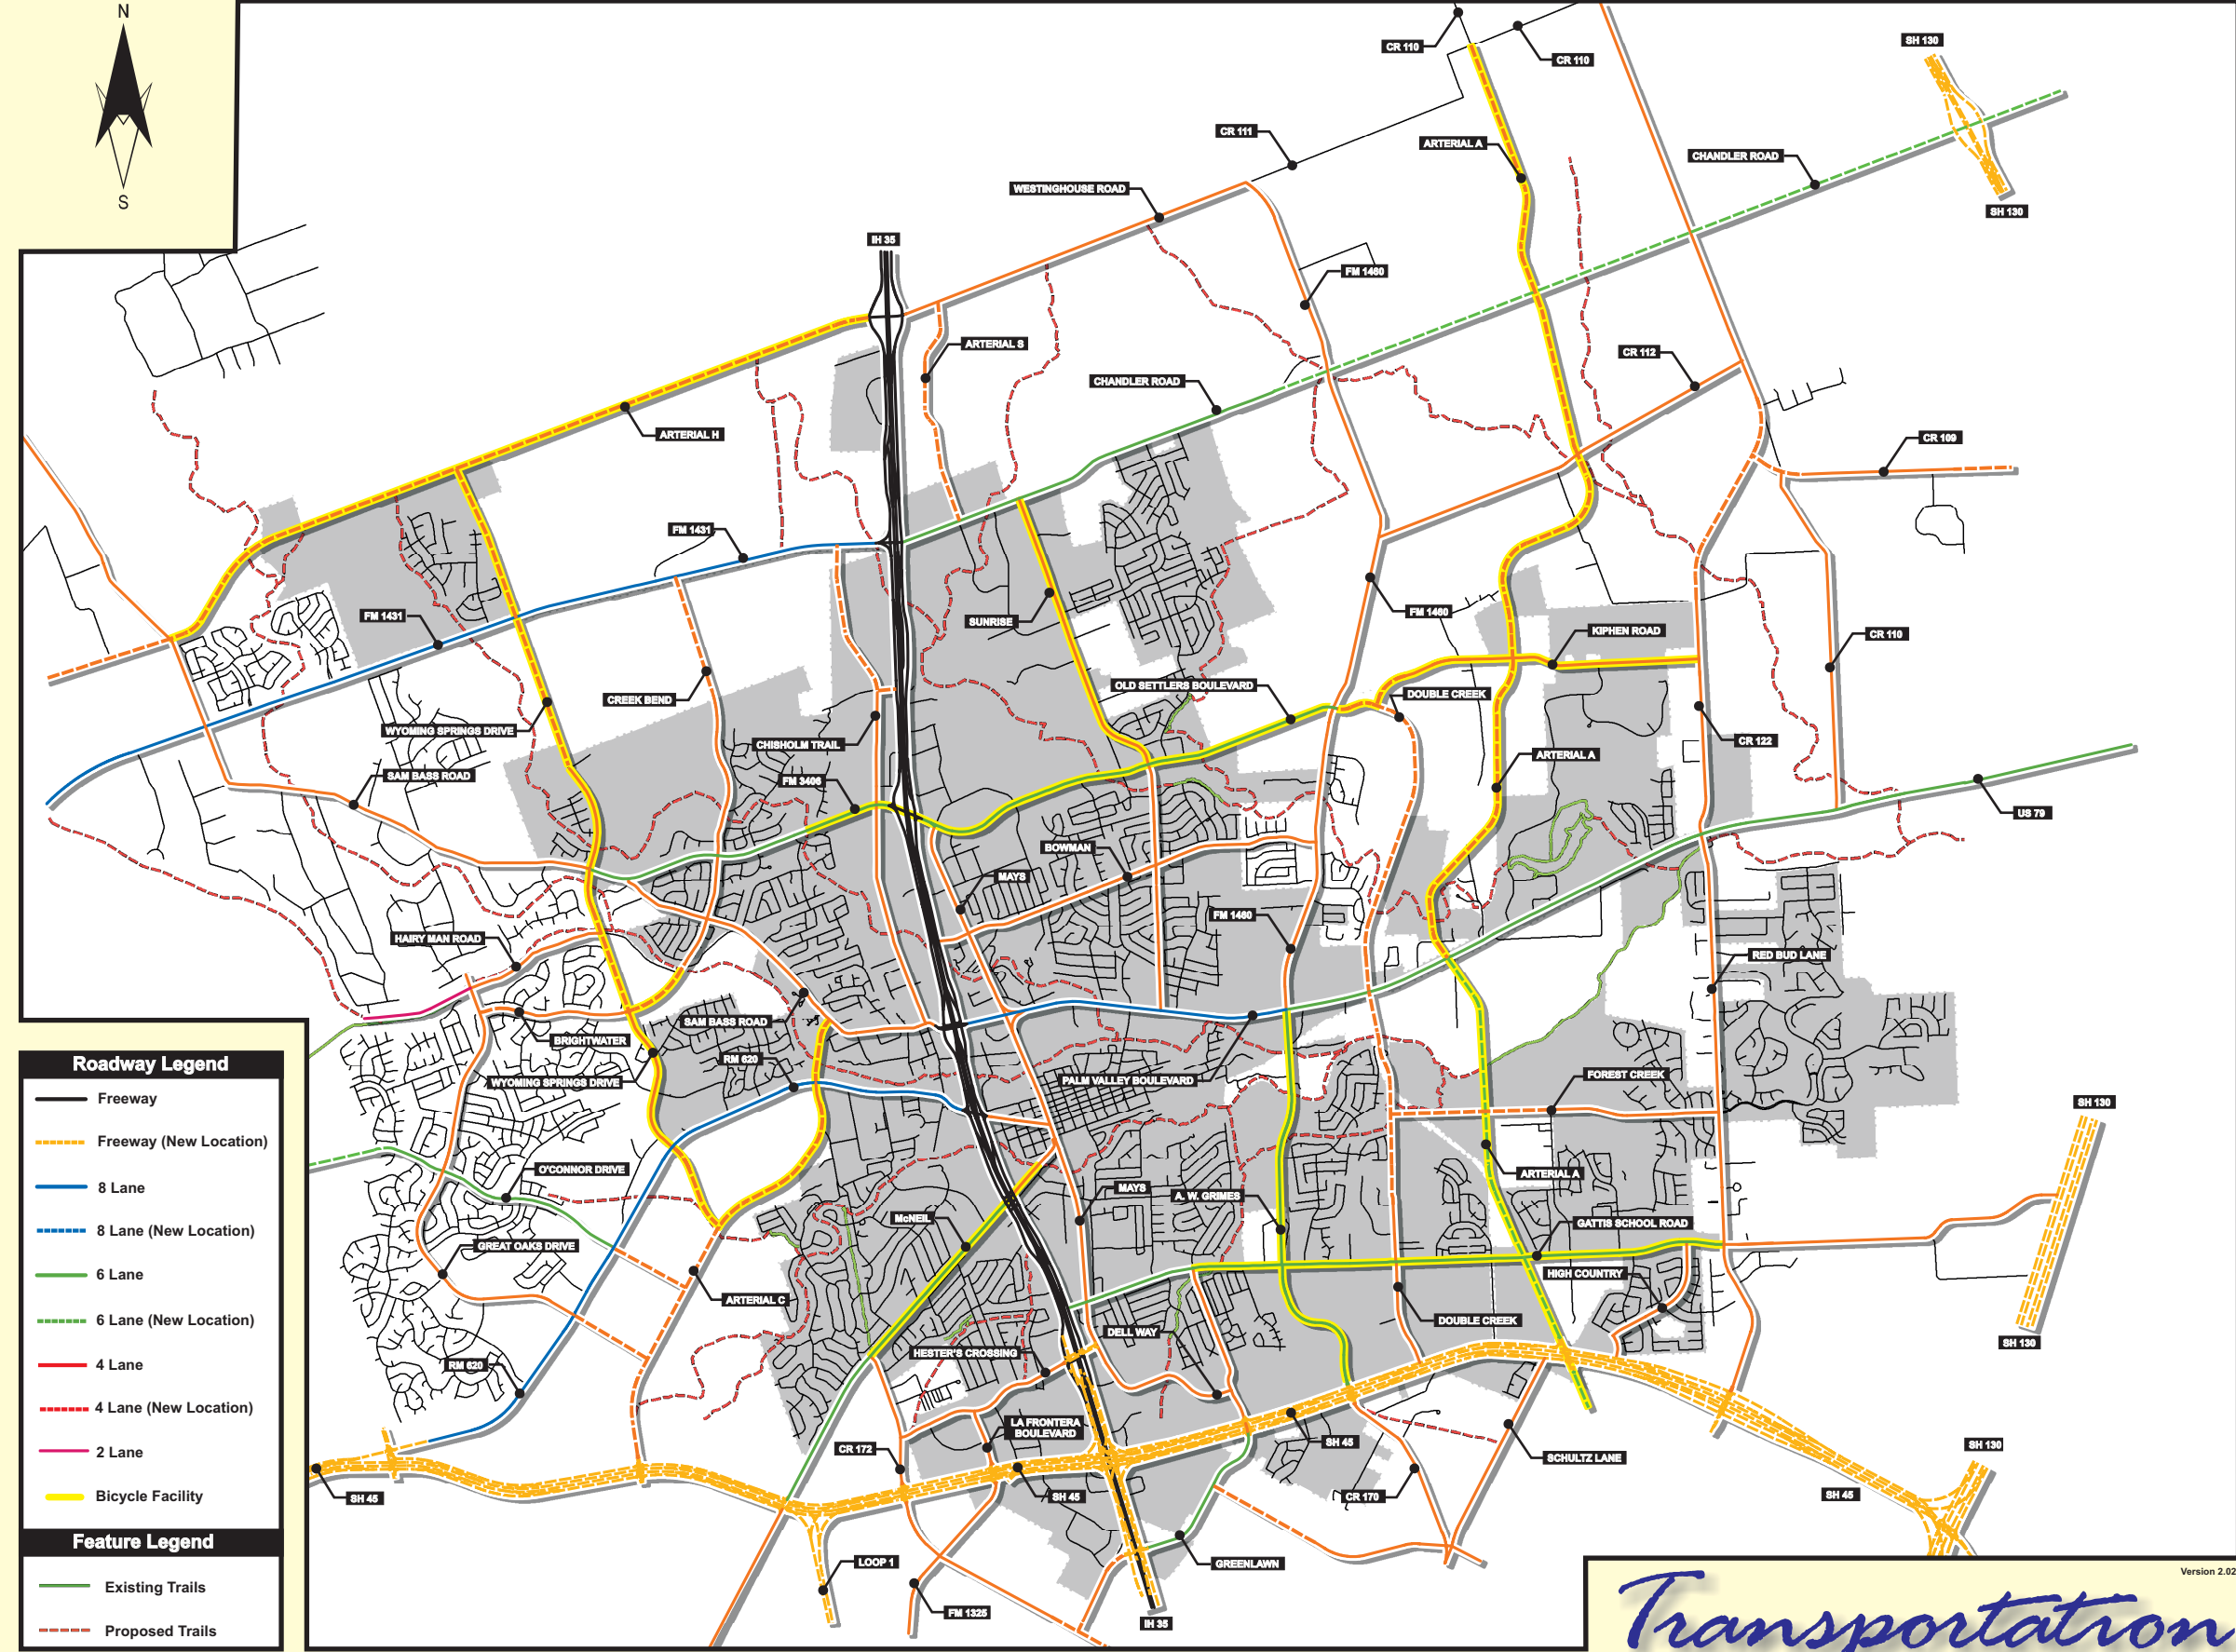 N
S
CR 110
CR 110
SH 130
CR 111
ARTERIAL A
CHANDLER ROAD
WESTINGHOUSE ROAD
SH 130
IH 35
FM 1460
ARTERIAL S
CR 112
CHANDLER ROAD
ARTERIAL H
CR 109
FM 1431
FM 1431
SUNRISE
FM 1460
KIPHEN ROAD
CR 110
CREEK BEND
OLD SETTLERS BOULEVARD
DOUBLE CREEK
WYOMING SPRINGS DRIVE
CHISHOLM TRAIL
CR 122
ARTERIAL A
SAM BASS ROAD
FM 3406
US 79
BOWMAN
MAYS
FM 1460
HAIRY MAN ROAD
RED BUD LANE
SAM BASS ROAD
BRIGHTWATER
RM 620
WYOMING SPRINGS DRIVE
PALM VALLEY BOULEVARD
FOREST CREEK
SH 130
O'CONNOR DRIVE
ARTERIAL A
MAYS
A. W. GRIMES
McNEIL
GATTIS SCHOOL ROAD
GREAT OAKS DRIVE
HIGH COUNTRY
ARTERIAL C
DOUBLE CREEK
DELL WAY
SH 130
HESTER'S CROSSING
RM 620
LA FRONTERA
BOULEVARD
SH 45
CR 172
SCHULTZ LANE
SH 130
SH 45
SH 45
CR 170
SH 45
LOOP 1
GREENLAWN
FM 1325
IH 35
Roadway Legend
Freeway
Freeway (New Location)
8 Lane
8 Lane (New Location)
6 Lane
6 Lane (New Location)
4 Lane
4 Lane (New Location)
2 Lane
Bicycle Facility
Feature Legend
Existing Trails
Proposed Trails
Version 2.02
Transportation